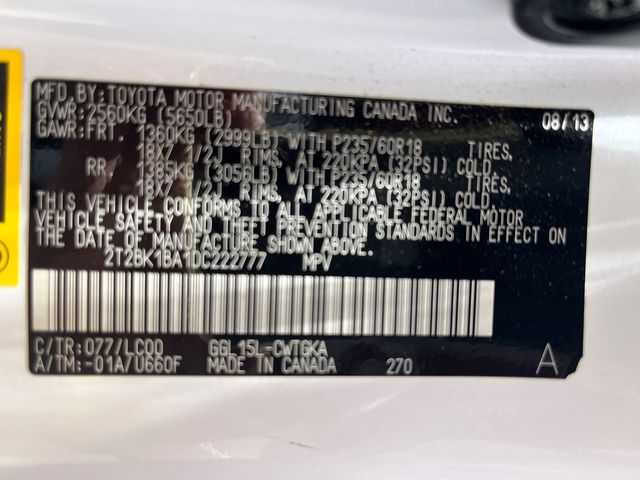 MFD.BY:TOYOTA MOTOR MANUFACTURING CANADA INC. 08/13
GVWR:2560KG (5650LB)
GAWR:FRT. 1360KG (2999LB) WITH P235/60R18 TIRES,
18X7 1/2J RIMS, AT 220KPA (32PSI) COLD.
RR. 1385KG (3056LB) WITH P235/60R18 TIRES,
18X7 1/2J RIMS, AT 220KPA (32PSI) COLD.
THIS VEHICLE CONFORMS TO ALL APPLICABLE FEDERAL MOTOR
VEHICLE SAFETY AND THEFT PREVENTION STANDARDS IN EFFECT ON
THE DATE OF MANUFACTURE SHOWN ABOVE.
2T2BK1BA1DC222777 MPV
C/TR:077/LC00 GGL15L-CWTGKA
A/TM:-01A/U660F MADE IN CANADA 270 A